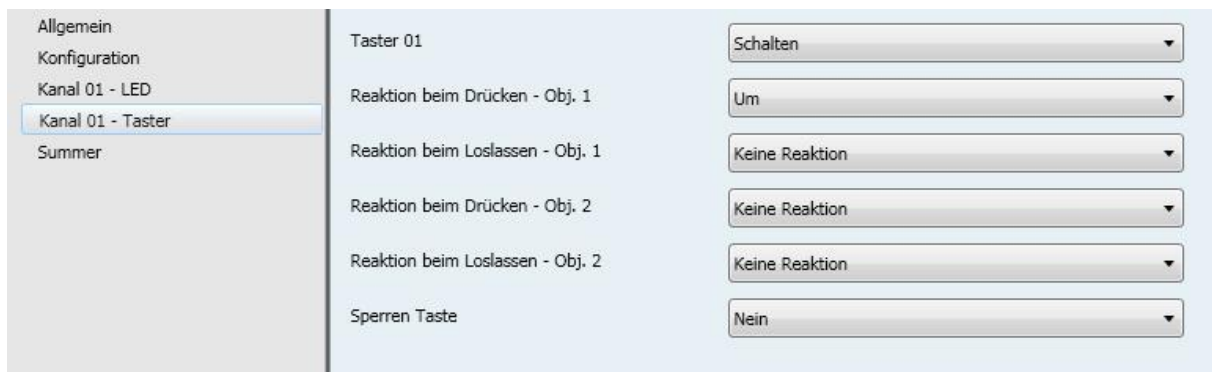 Allgemein
Konfiguration
Kanal 01 - LED
Kanal 01 - Taster
Summer
Taster 01
Schalten
Reaktion beim Drücken - Obj. 1
Um
Reaktion beim Loslassen - Obj. 1
Keine Reaktion
Reaktion beim Drücken - Obj. 2
Keine Reaktion
Reaktion beim Loslassen - Obj. 2
Keine Reaktion
Sperren Taste
Nein